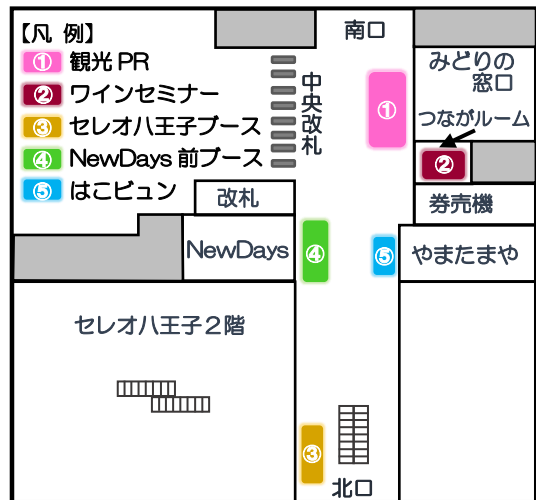 【凡 例】
① 観光 PR
② ワインセミナー
③ セレオ八王子ブース
④ NewDays 前ブース
⑤ はこビュン
南口
中央改札
①
みどりの
窓口
つながルーム
②
改札
券売機
NewDays
④
⑤
やまたまや
セレオ八王子2階
③
北口